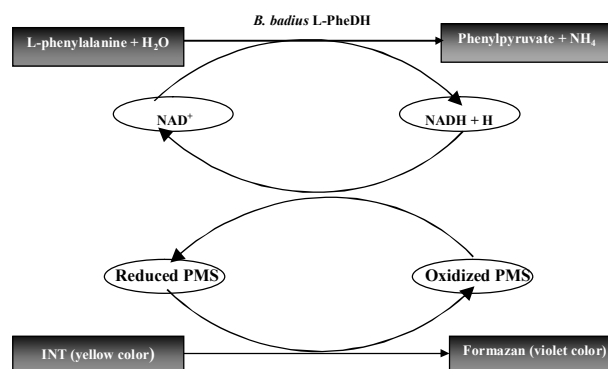 B. badius L-PheDH
L-phenylalanine + H₂O
Phenylpyruvate + NH₄
NAD⁺
NADH + H
Reduced PMS
Oxidized PMS
INT (yellow color)
Formazan (violet color)